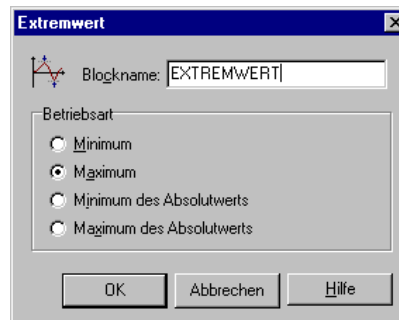 Extremwert
Blockname: EXTREMWERT
Betriebsart
Minimum
Maximum
Minimum des Absolutwerts
Maximum des Absolutwerts
OK Abbrechen Hilfe